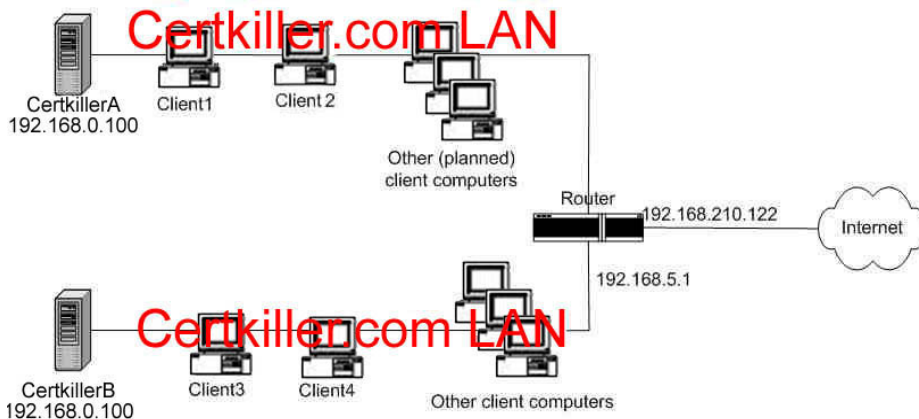 Certkiller.com LAN
CertkillerA
192.168.0.100
Client1
Client 2
Other (planned)
client computers
Router
192.168.210.122
Internet
192.168.5.1
Certkiller.com LAN
CertkillerB
192.168.0.100
Client3
Client4
Other client computers